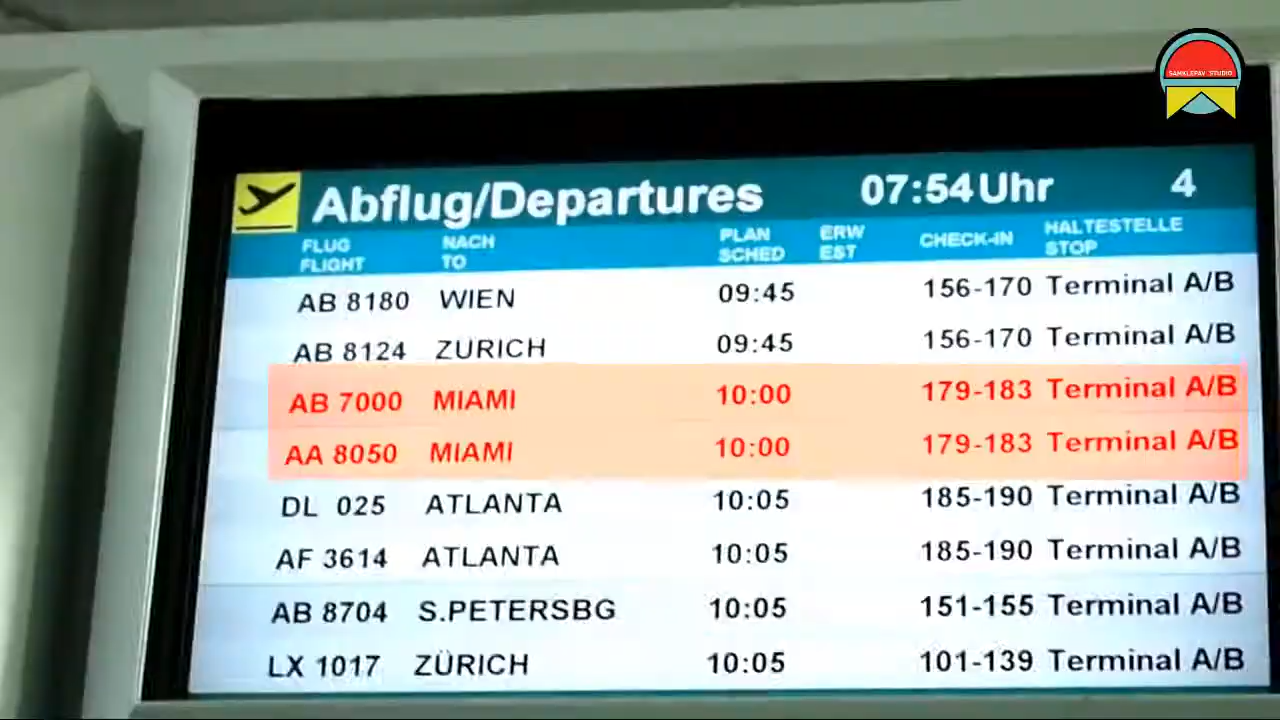 SAMKLEPAV STUDIO
Abflug/Departures 07:54 Uhr 4
FLUG NACH PLAN ERW CHECK-IN HALTESTELLE
FLIGHT TO SCHED EST STOP
AB 8180 WIEN 09:45 156-170 Terminal A/B
AB 8124 ZURICH 09:45 156-170 Terminal A/B
AB 7000 MIAMI 10:00 179-183 Terminal A/B
AA 8050 MIAMI 10:00 179-183 Terminal A/B
DL 025 ATLANTA 10:05 185-190 Terminal A/B
AF 3614 ATLANTA 10:05 185-190 Terminal A/B
AB 8704 S.PETERSBG 10:05 151-155 Terminal A/B
LX 1017 ZÜRICH 10:05 101-139 Terminal A/B